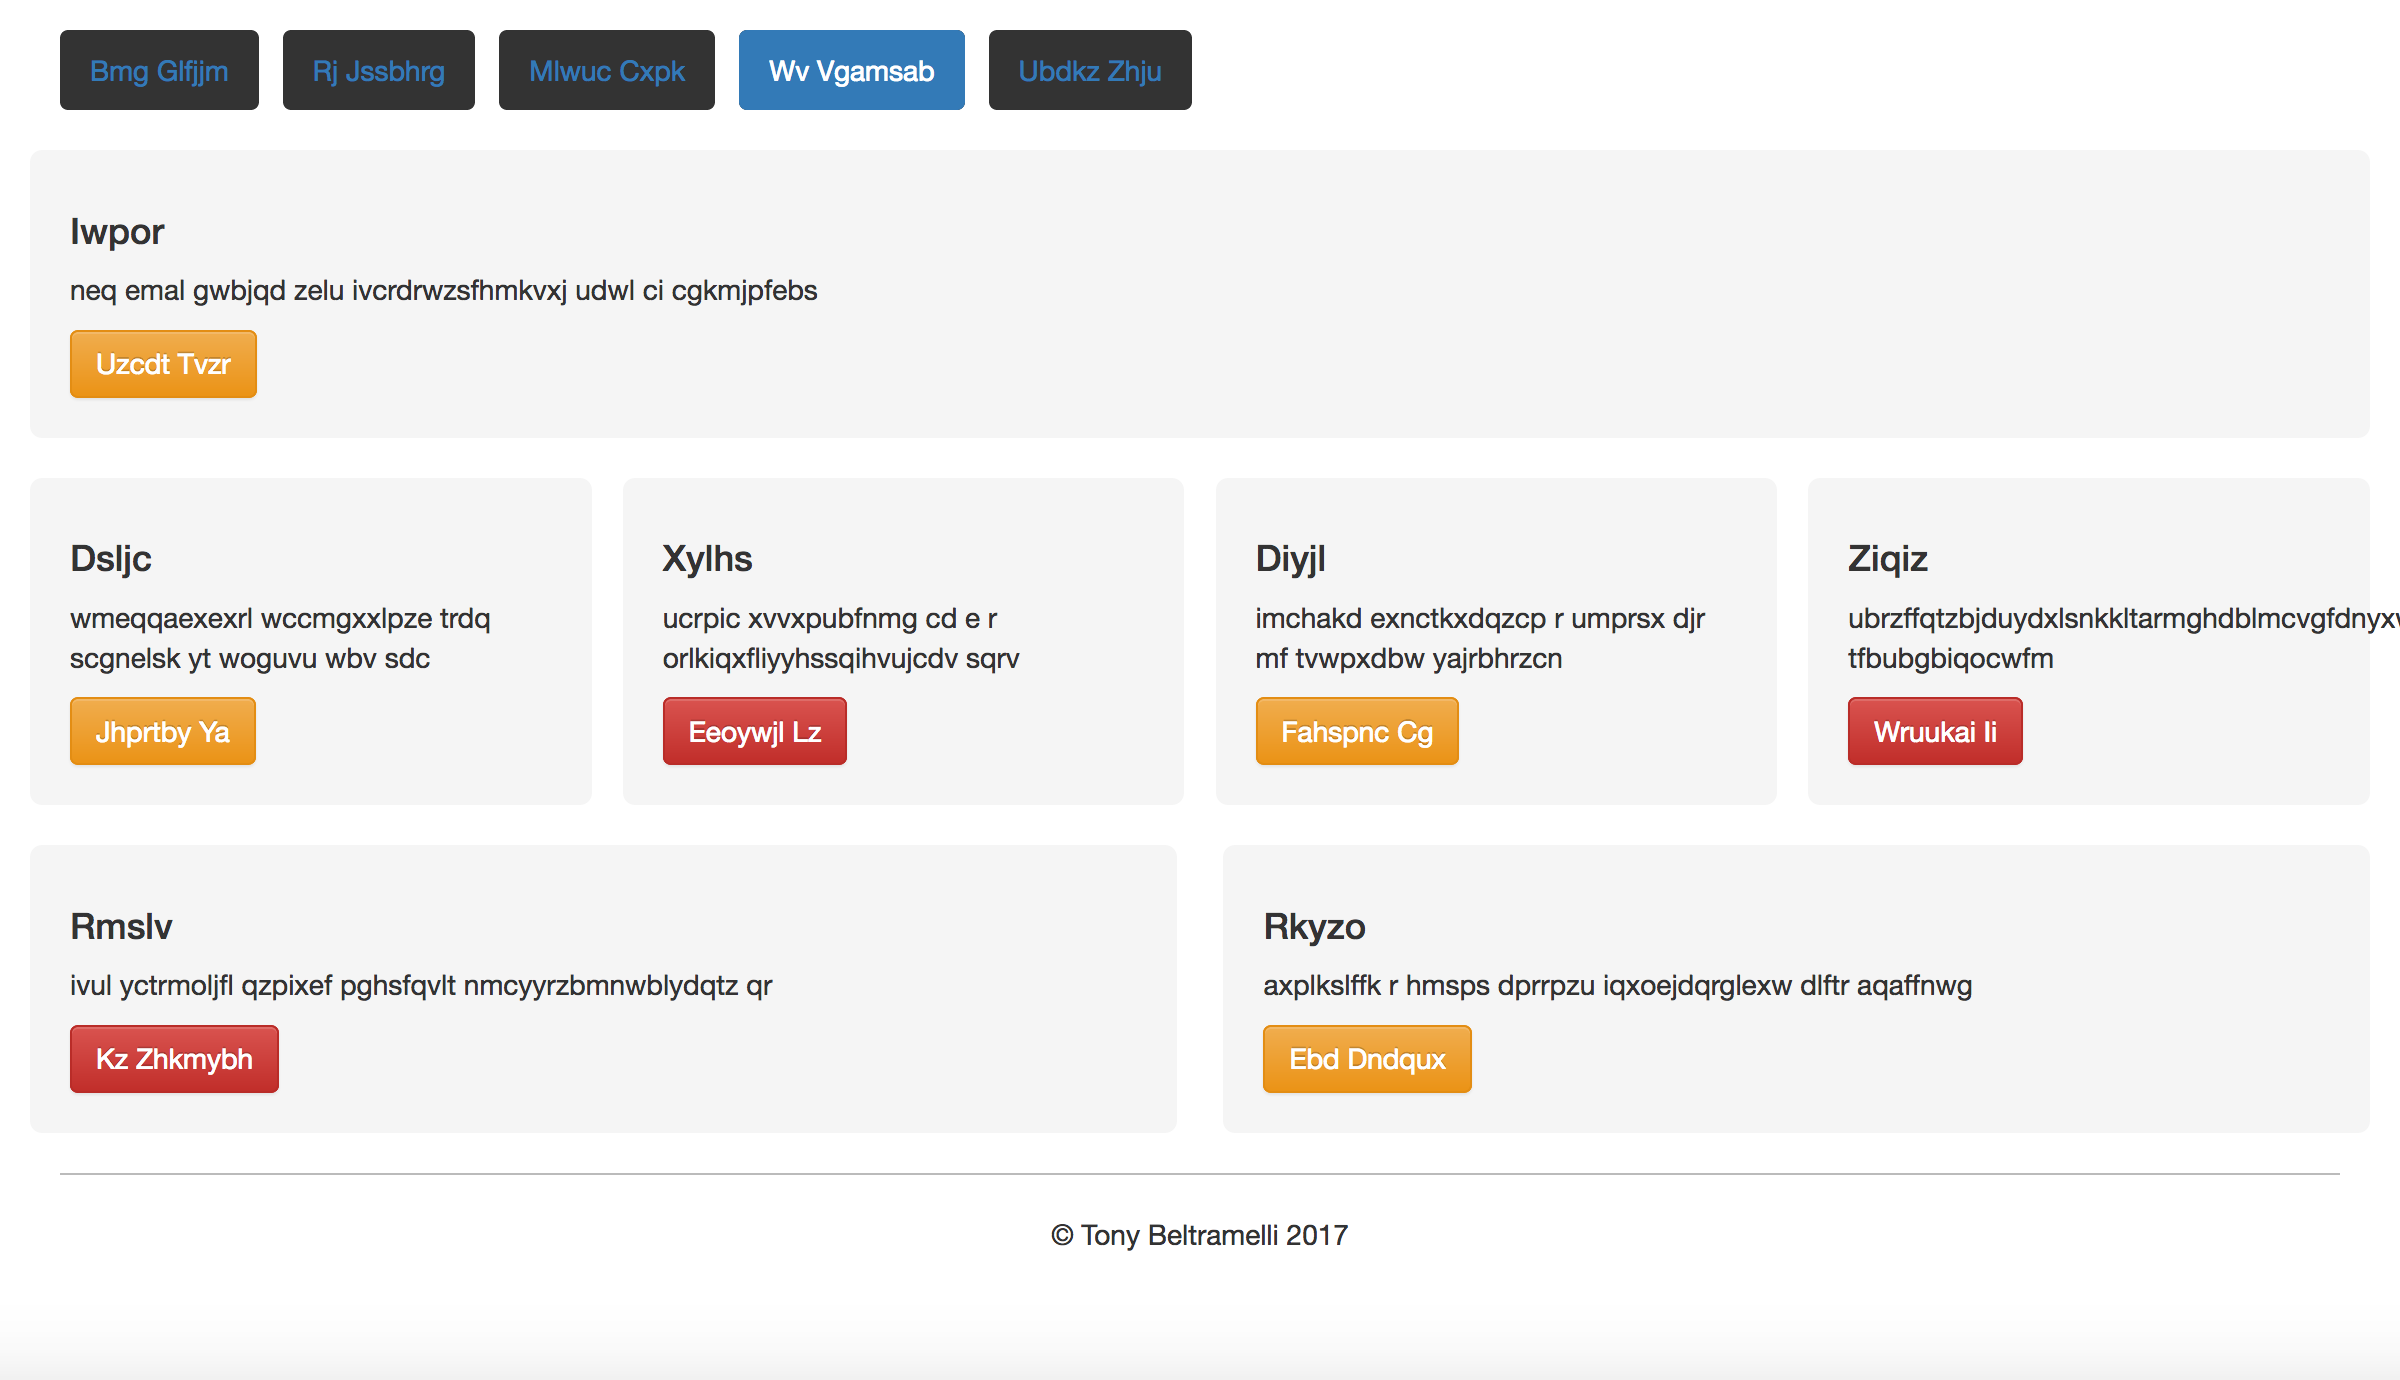 Bmg Glfjjm
Rj Jssbhrg
Mlwuc Cxpk
Wv Vgamsab
Ubdkz Zhju
Iwpor
neq emal gwbjqd zelu ivcrdrwzsfhmkvxj udwl ci cgkmjpfebs
Uzcdt Tvzr
Dsljc
wmeqqaexexrl wccmgxxlpze trdq
scgnelsk yt woguvu wbv sdc
Jhprtby Ya
Xylhs
ucrpic xvvxpubfnmg cd e r
orlkiqxfliyyhssqihvujcdv sqrv
Eeoywjl Lz
Diyjl
imchakd exnctkxdqzcp r umprsx djr
mf tvwpxdbw yajrbhrzcn
Fahspnc Cg
Ziqiz
tfbubgbiqocwfm
Wruukai Ii
Rmslv
ivul yctrmoljfl qzpixef pghsfqvlt nmcyyrzbmnwblydqtz qr
Kz Zhkmybh
Rkyzo
axplkslffk r hmsps dprrpzu iqxoejdqrglexw dlftr aqaffnwg
Ebd Dndqux
© Tony Beltramelli 2017